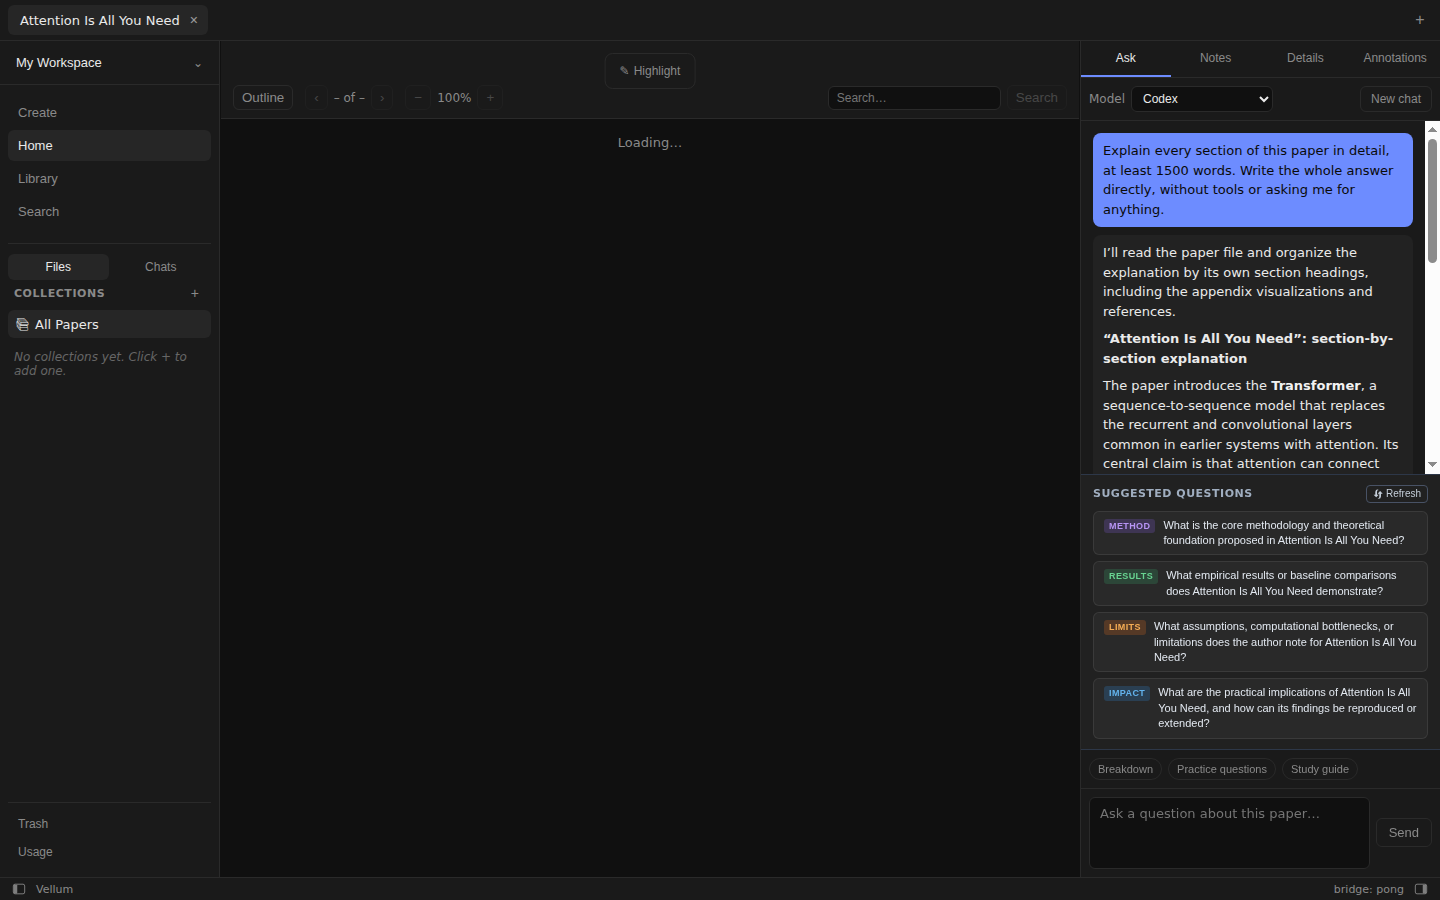 Attention Is All You Need ×
+
My Workspace
Create
Home
Library
Search
Files
Chats
COLLECTIONS +
All Papers
No collections yet. Click + to
add one.
Trash
Usage
✎ Highlight
Outline ‹ – of – › − 100% + Search… Search
Loading…
Ask Notes Details Annotations
Model Codex New chat
Explain every section of this paper in detail,
at least 1500 words. Write the whole answer
directly, without tools or asking me for
anything.
I’ll read the paper file and organize the
explanation by its own section headings,
including the appendix visualizations and
references.
“Attention Is All You Need”: section-by-
section explanation
The paper introduces the Transformer, a
sequence-to-sequence model that replaces
the recurrent and convolutional layers
common in earlier systems with attention. Its
central claim is that attention can connect
SUGGESTED QUESTIONS Refresh
METHOD What is the core methodology and theoretical
foundation proposed in Attention Is All You Need?
RESULTS What empirical results or baseline comparisons
does Attention Is All You Need demonstrate?
LIMITS What assumptions, computational bottlenecks, or
limitations does the author note for Attention Is All You
Need?
IMPACT What are the practical implications of Attention Is All
You Need, and how can its findings be reproduced or
extended?
Breakdown Practice questions Study guide
Ask a question about this paper…
Send
Vellum
bridge: pong